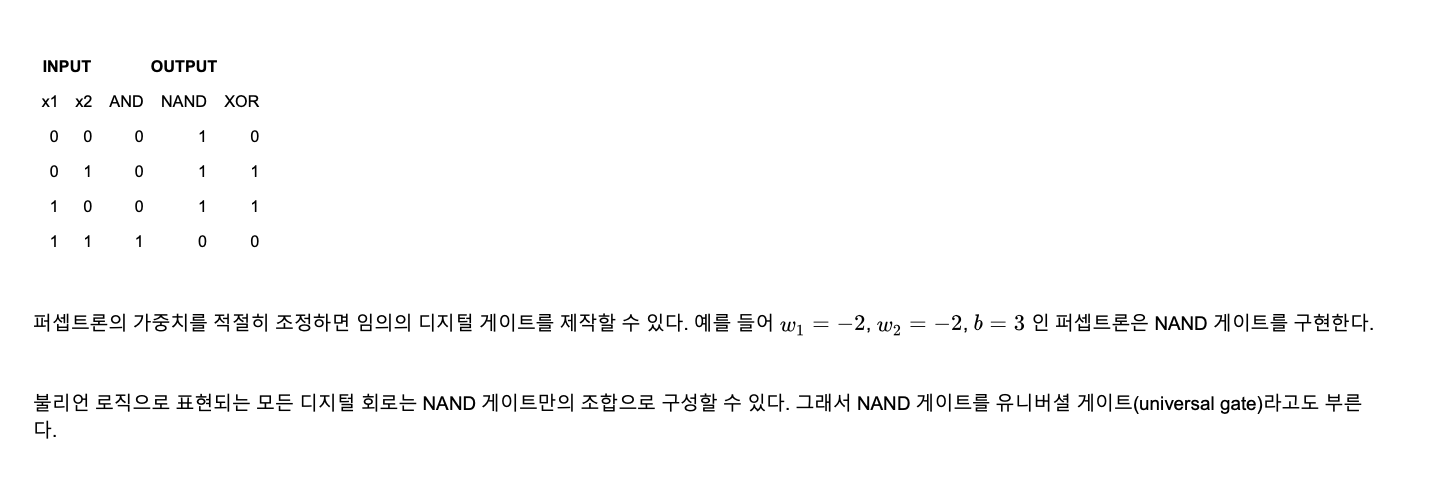 INPUT OUTPUT
x1 x2 AND NAND XOR
0 0 0 1 0
0 1 0 1 1
1 0 0 1 1
1 1 1 0 0
퍼셉트론의 가중치를 적절히 조정하면 임의의 디지털 게이트를 제작할 수 있다. 예를 들어 w₁ = −2, w₂ = −2, b = 3 인 퍼셉트론은 NAND 게이트를 구현한다.
불리언 로직으로 표현되는 모든 디지털 회로는 NAND 게이트만의 조합으로 구성할 수 있다. 그래서 NAND 게이트를 유니버셜 게이트(universal gate)라고도 부른
다.